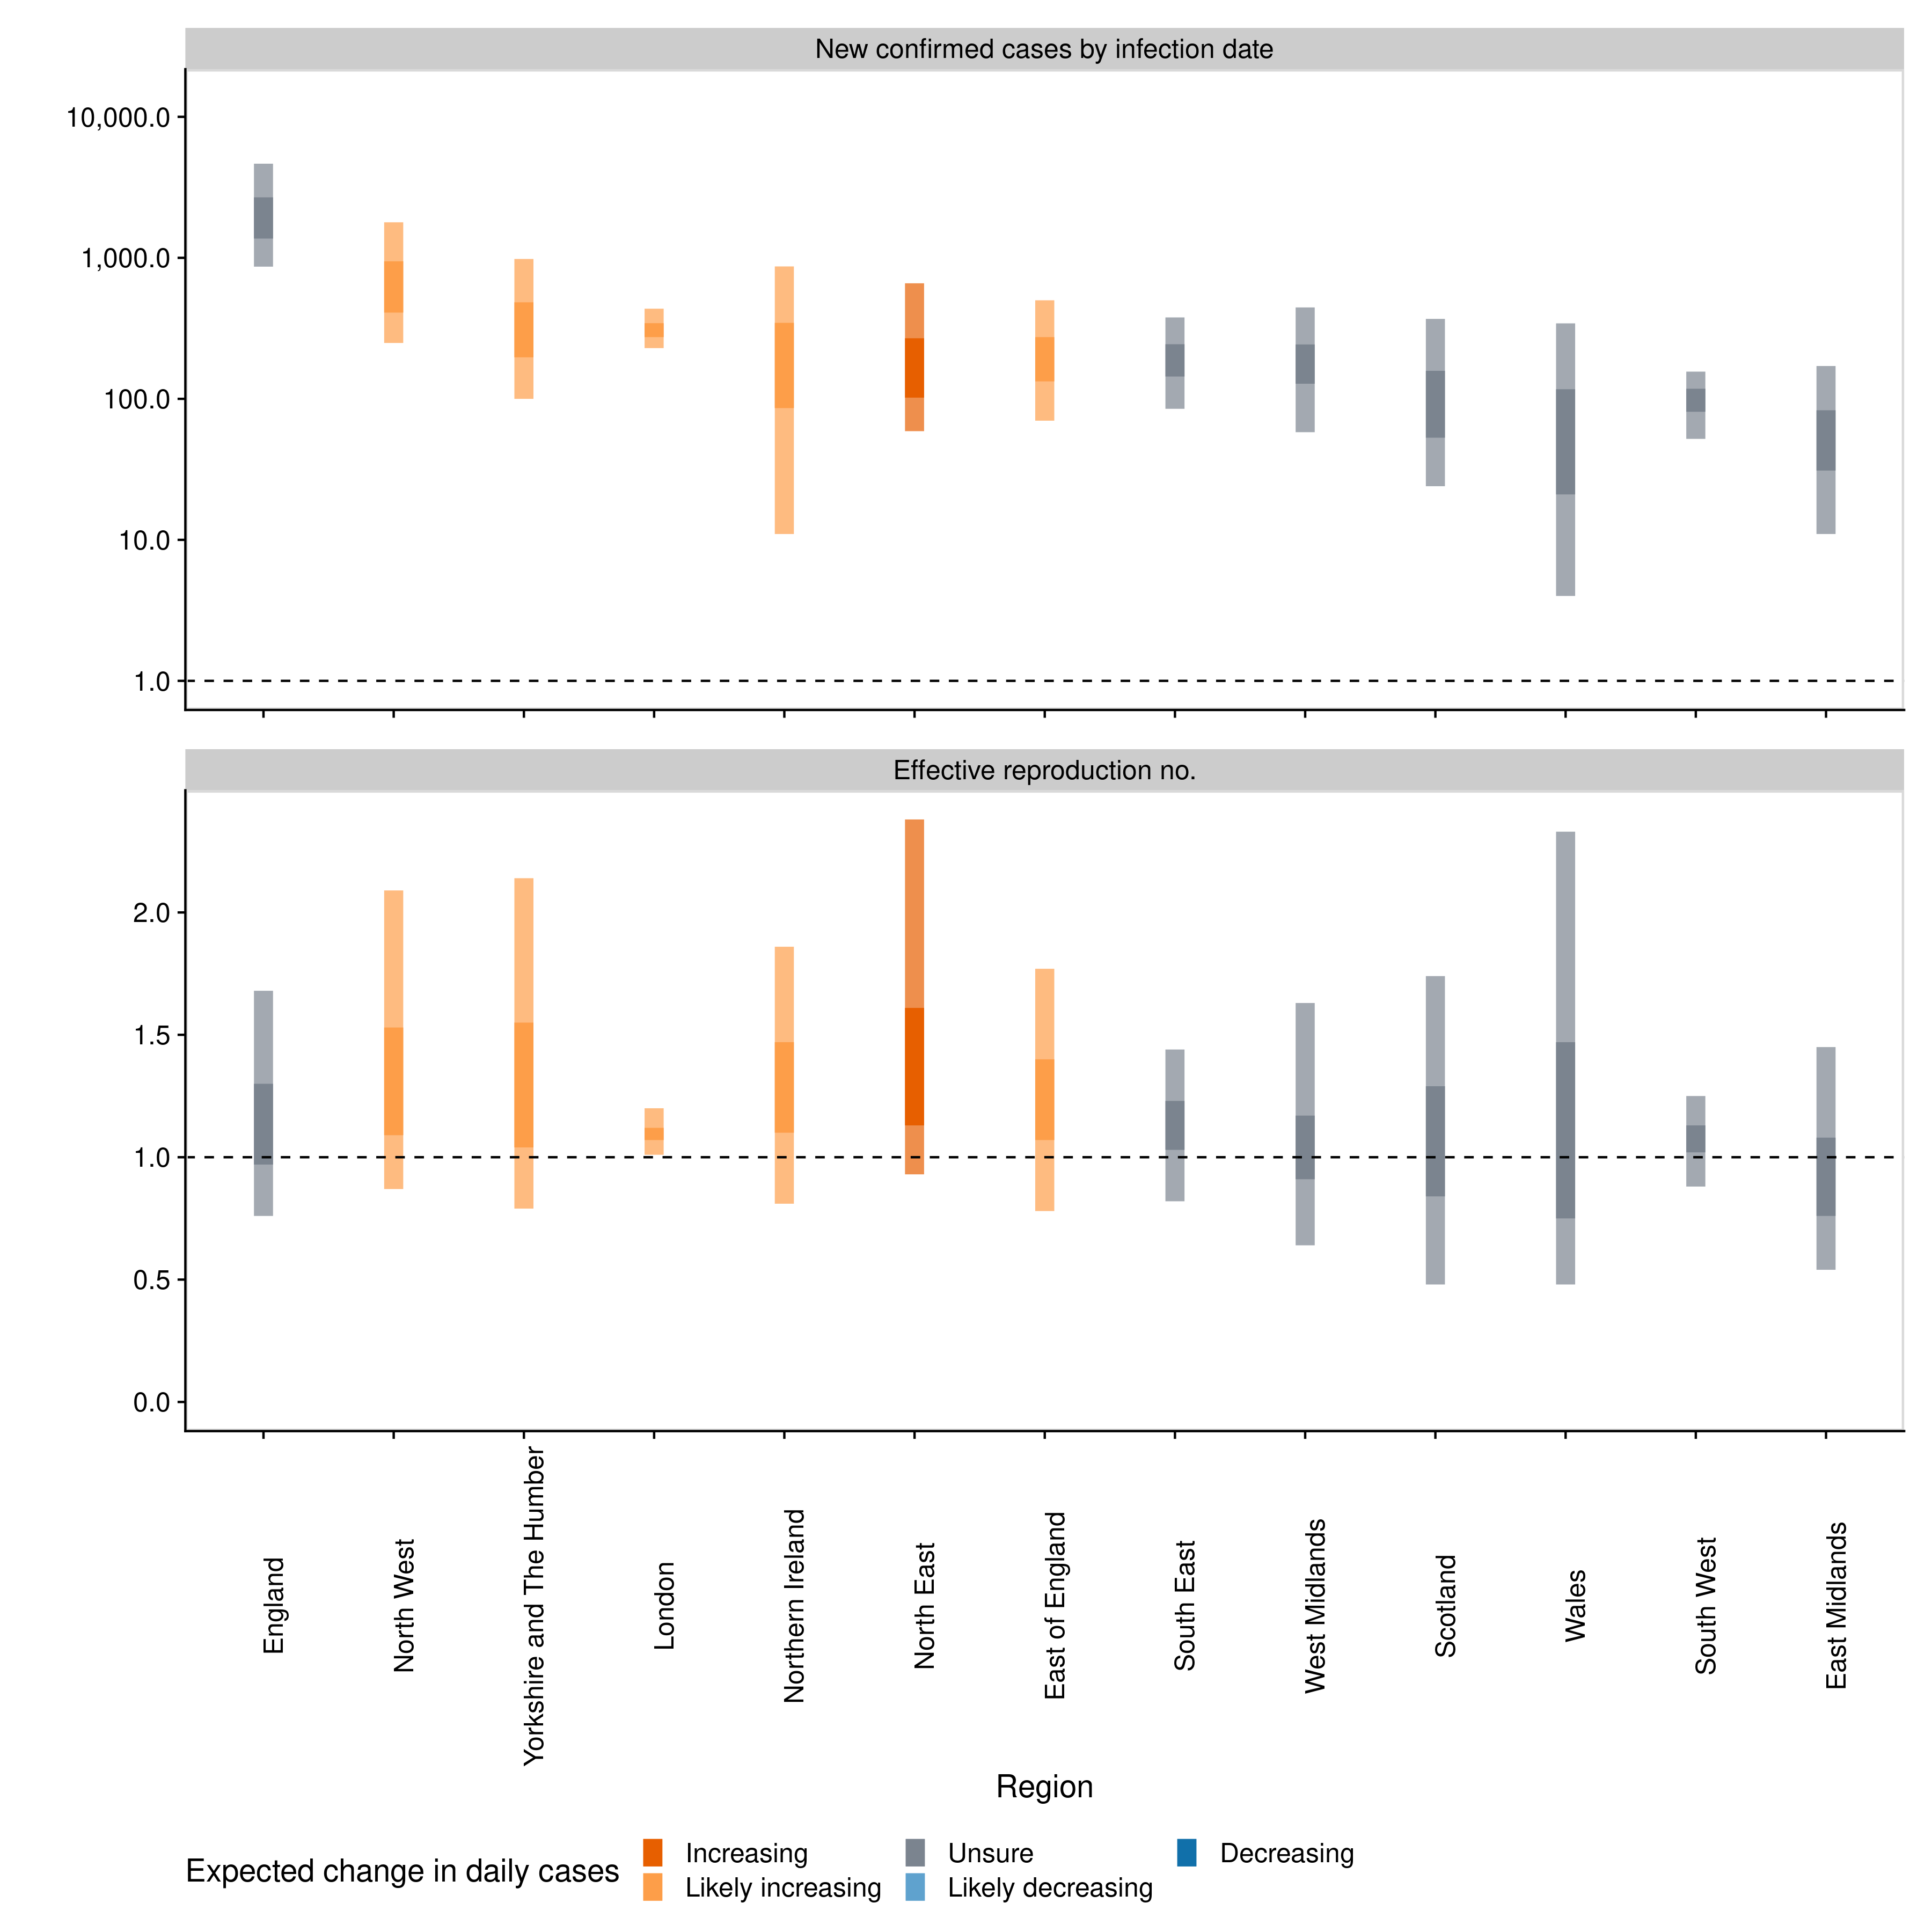 New confirmed cases by infection date
10,000.0
1,000.0
100.0
10.0
1.0
Effective reproduction no.
2.0
1.5
1.0
0.5
0.0
England
North West
Yorkshire and The Humber
London
Northern Ireland
North East
East of England
South East
West Midlands
Scotland
Wales
South West
East Midlands
Region
Expected change in daily cases
Increasing
Likely increasing
Unsure
Likely decreasing
Decreasing